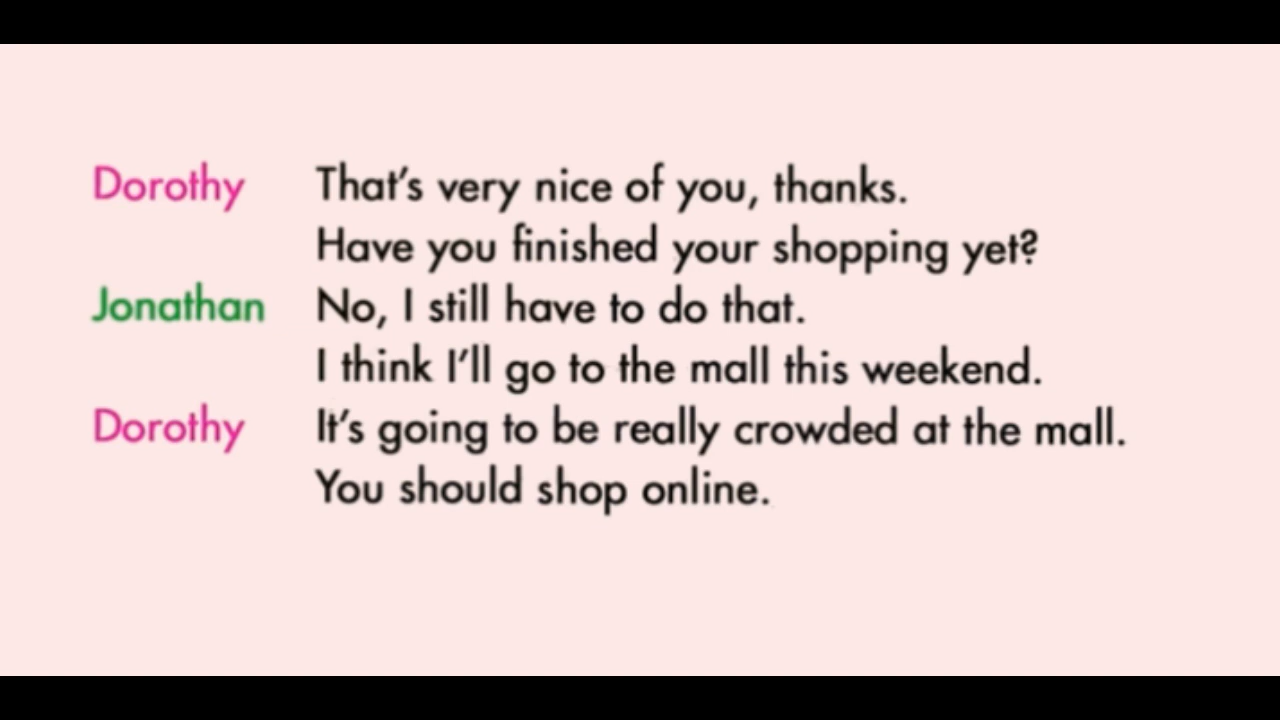 Dorothy That's very nice of you, thanks.
Have you finished your shopping yet?
Jonathan No, I still have to do that.
I think I'll go to the mall this weekend.
Dorothy It's going to be really crowded at the mall.
You should shop online.